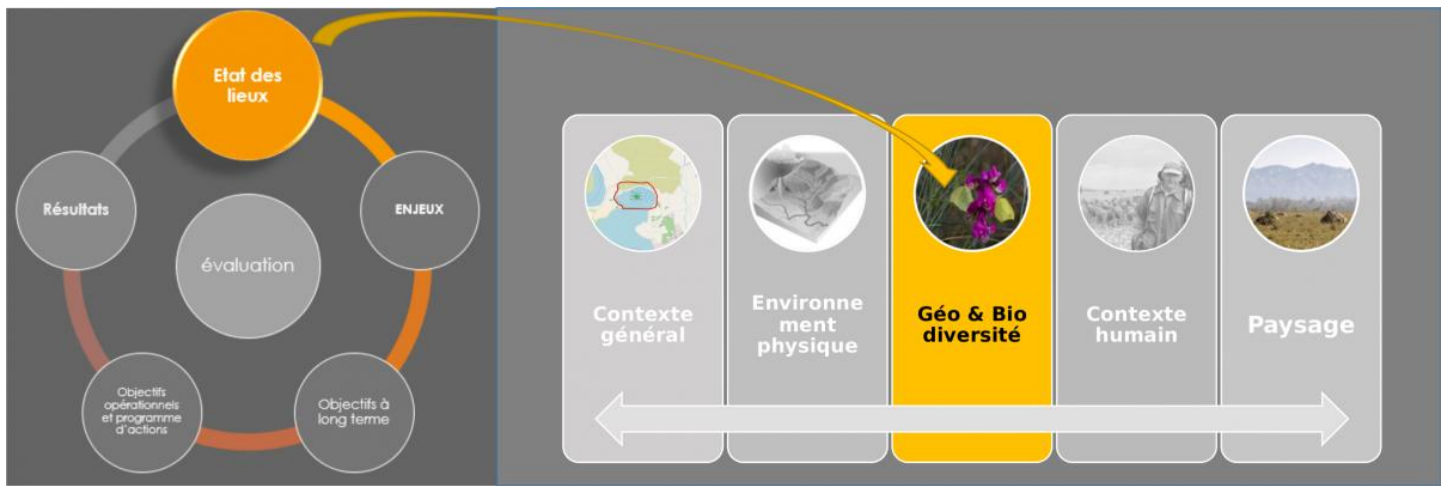 Etat des
lieux
Résultats
ENJEUX
évaluation
Objectifs
opérationnels
et programme
d'actions
Objectifs à
long terme
Contexte
général
Environne
ment
physique
Géo & Bio
diversité
Contexte
humain
Paysage